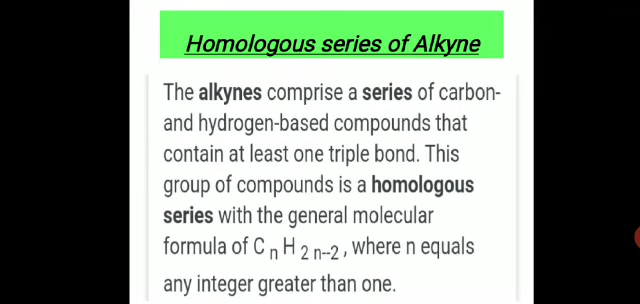 Homologous series of Alkyne
The alkynes comprise a series of carbon-
and hydrogen-based compounds that
contain at least one triple bond. This
group of compounds is a homologous
series with the general molecular
formula of C n H 2 n--2 , where n equals
any integer greater than one.